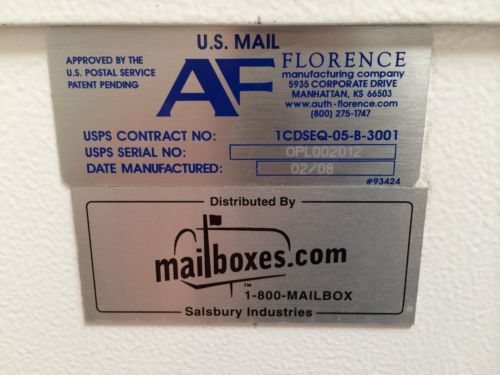 U.S. MAIL
APPROVED BY THE
U.S. POSTAL SERVICE
PATENT PENDING
AF
FLORENCE
manufacturing company
5935 CORPORATE DRIVE
MANHATTAN, KS 66503
www.auth-florence.com
(800) 275-1747
USPS CONTRACT NO: 1CDSEQ-05-B-3001
USPS SERIAL NO: OPL002012
DATE MANUFACTURED: 02/08
#93424
Distributed By
mailboxes.com
™
1-800-MAILBOX
Salsbury Industries